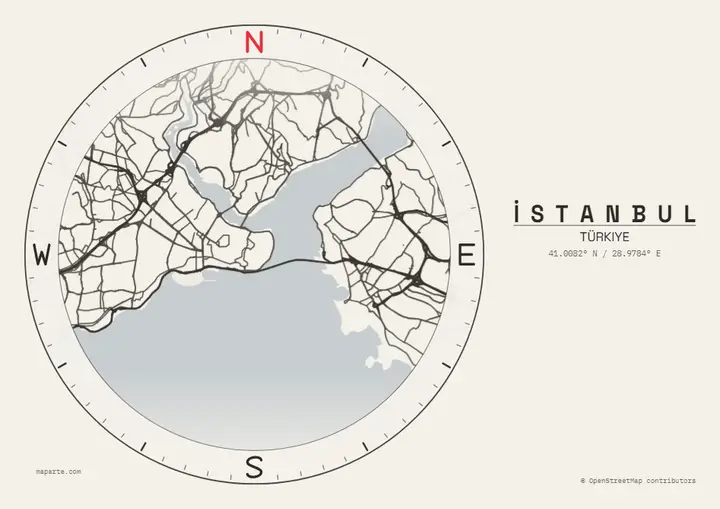 N
W
E
S
İSTANBUL
TÜRKIYE
41.0082° N / 28.9784° E
maparte.com
© OpenStreetMap contributors